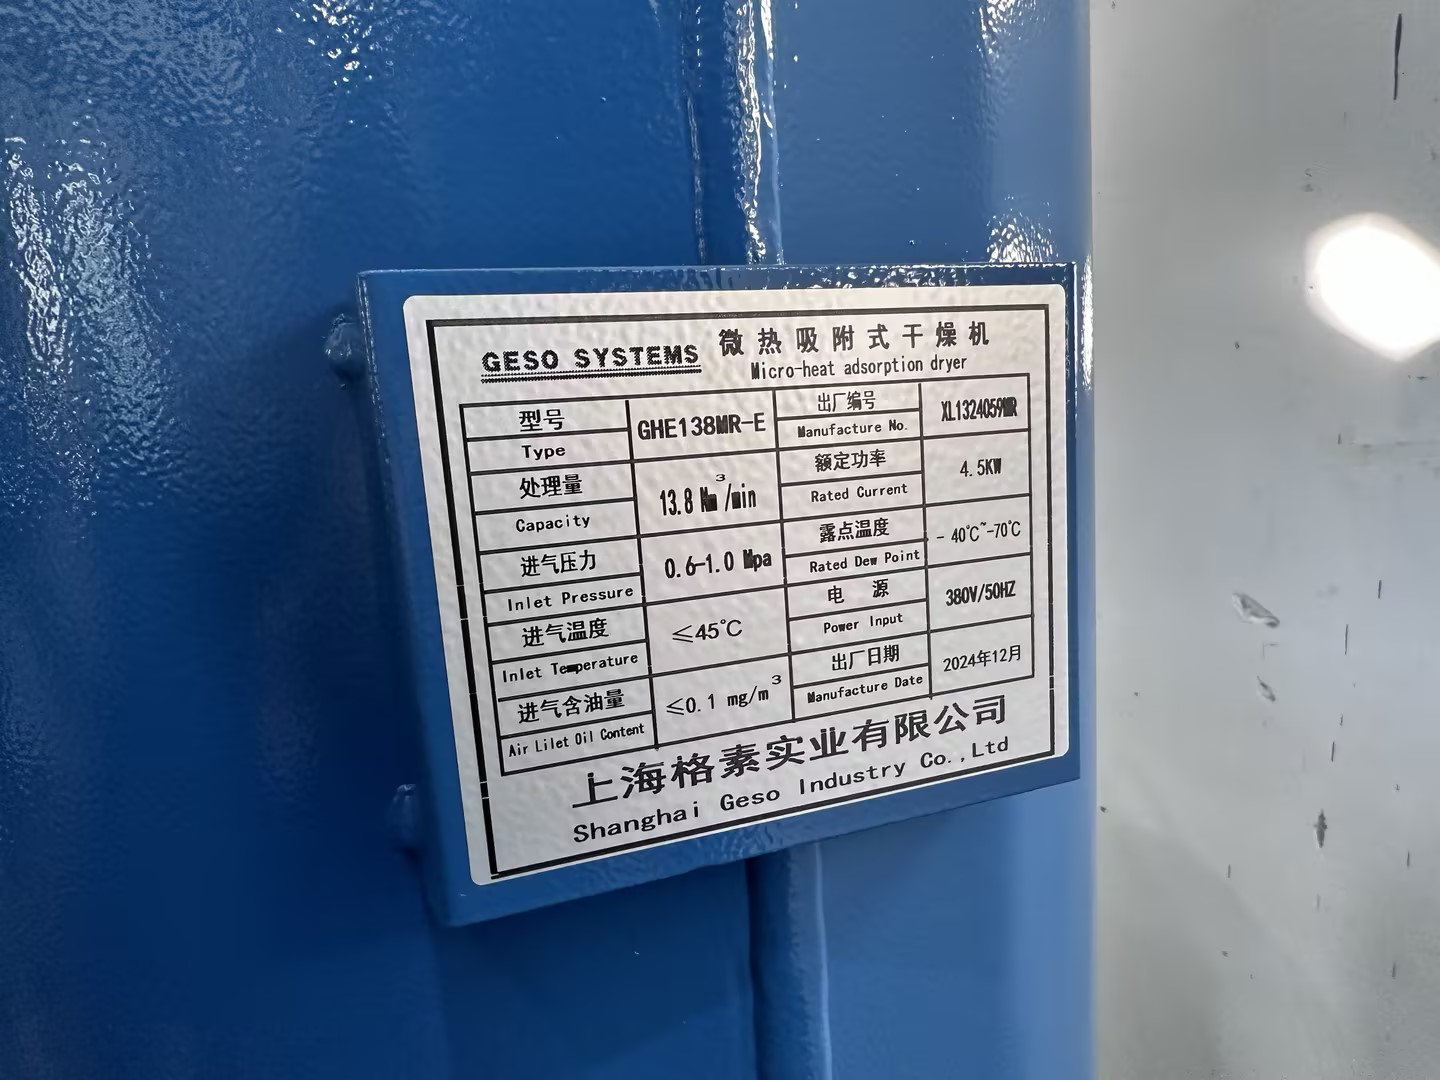 GESO SYSTEMS 微热吸附式干燥机
Micro-heat adsorption dryer
型号 GHE138MR-E 出厂编号 XL1324059MR
Type Manufacture No.
处理量 13.8 Nm³/min 额定功率 4.5KW
Capacity Rated Current
进气压力 0.6-1.0 Mpa 露点温度 -40℃~-70℃
Inlet Pressure Rated Dew Point
进气温度 ≤45℃ 电 源 380V/50HZ
Inlet Temperature Power Input
进气含油量 ≤0.1 mg/m³ 出厂日期 2024年12月
Air Lilet Oil Content Manufacture Date
上海格素实业有限公司
Shanghai Geso Industry Co.,Ltd